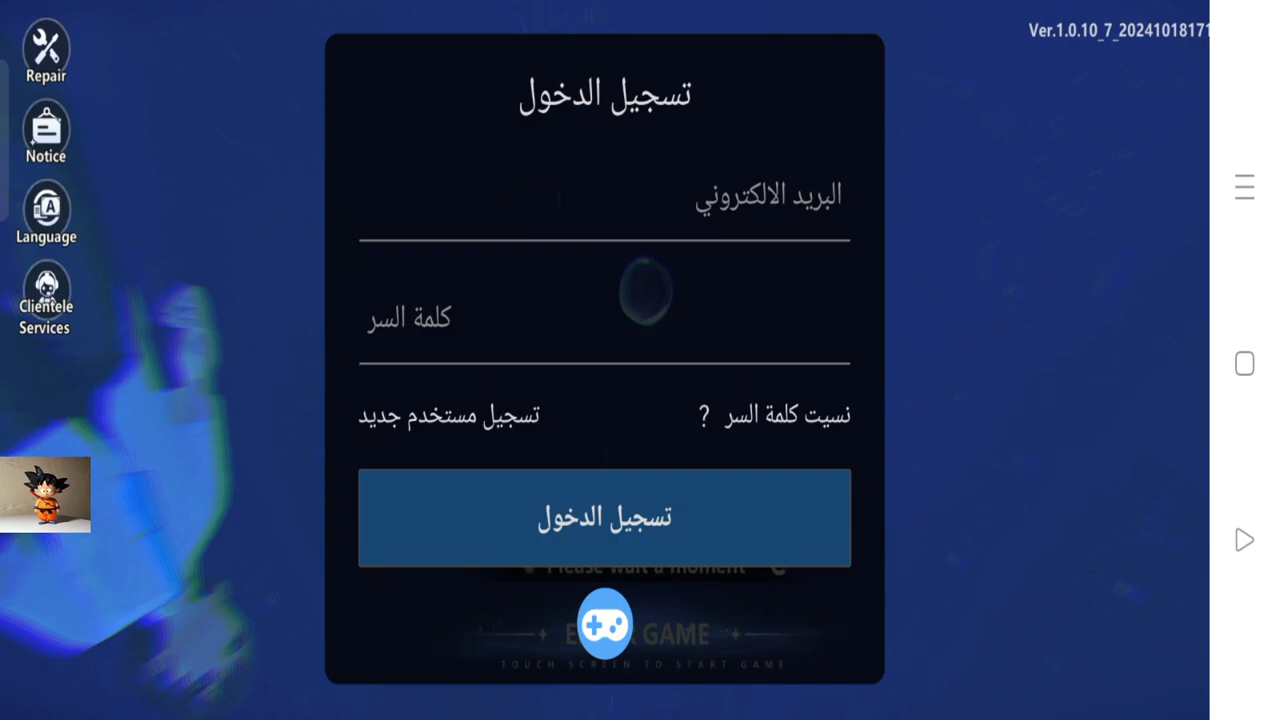 Ver.1.0.10_7_2024101817
Repair
Notice
Language
Clientele
Services
تسجيل الدخول
البريد الالكتروني
كلمة السر
نسيت كلمة السر ?
تسجيل مستخدم جديد
تسجيل الدخول
Please wait a moment
GAME
TOUCH SCREEN TO START GAME